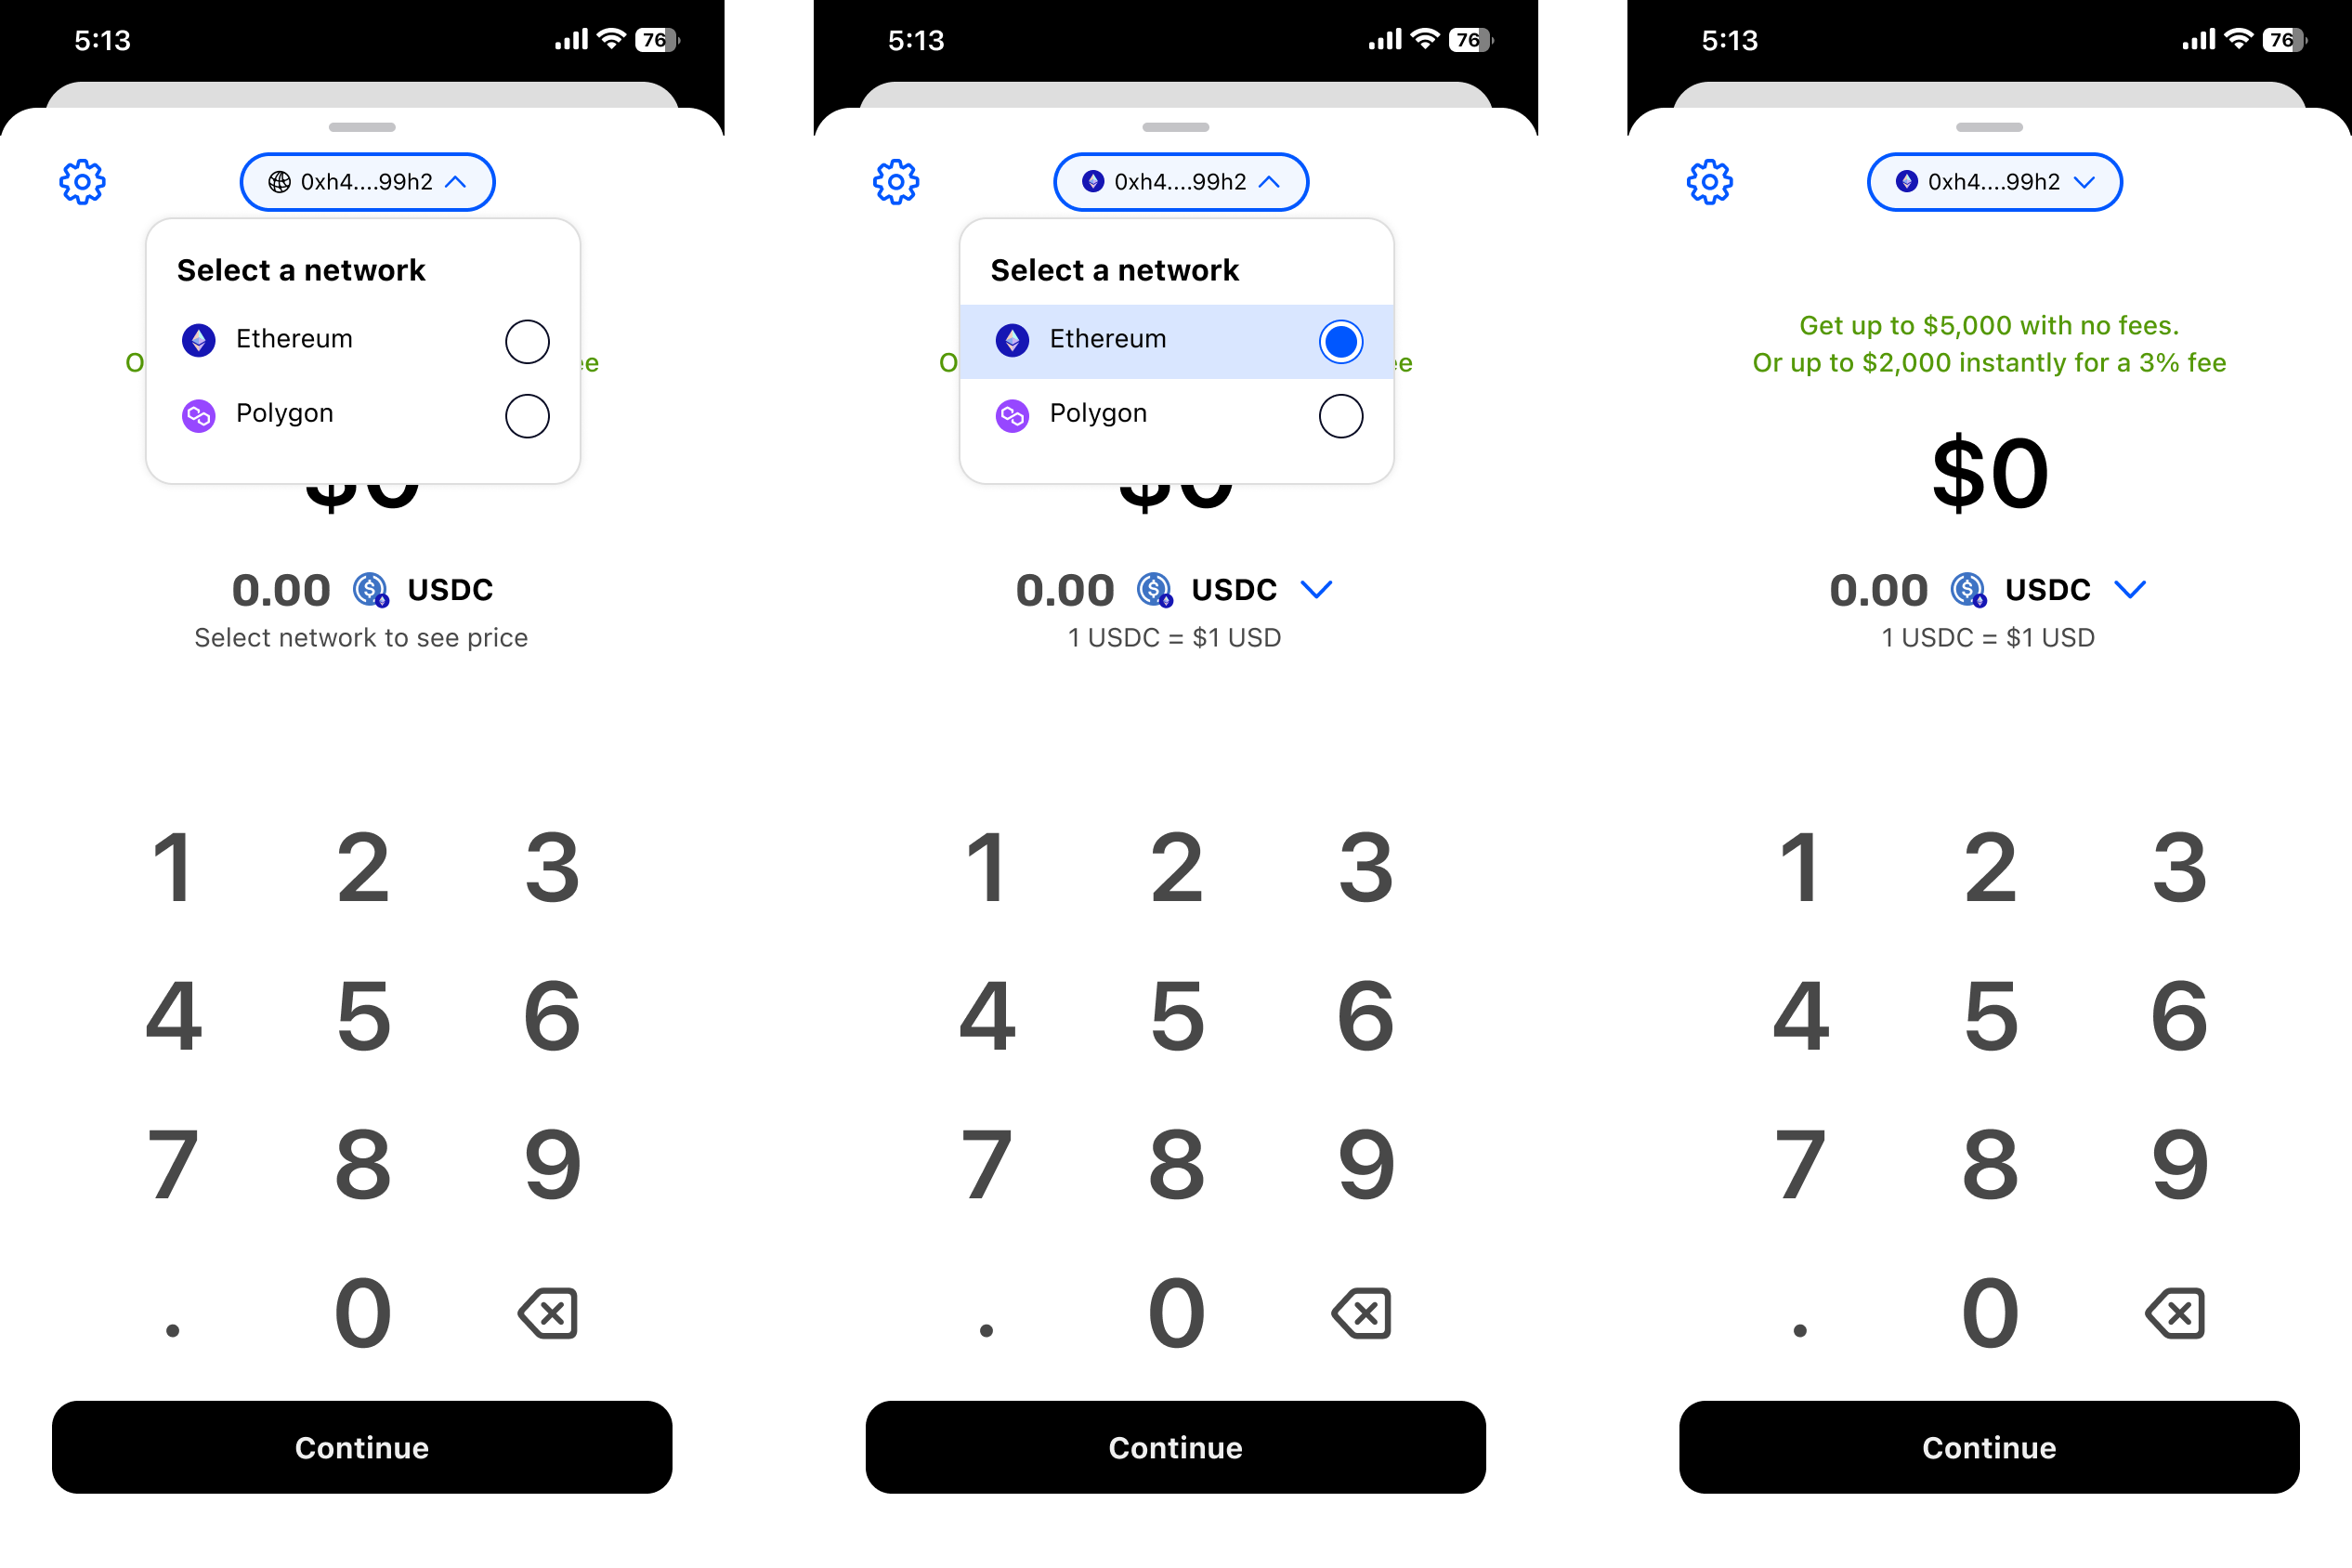 5:13
76
0xh4....99h2
Select a network
Ethereum
Polygon
O
ee
$0
0.00 USDC
Select network to see price
1 2 3
4 5 6
7 8 9
. 0
Continue
5:13
76
0xh4....99h2
Select a network
Ethereum
Polygon
O
ee
$0
0.00 USDC
1 USDC = $1 USD
1 2 3
4 5 6
7 8 9
. 0
Continue
5:13
76
0xh4....99h2
Get up to $5,000 with no fees.
Or up to $2,000 instantly for a 3% fee
$0
0.00 USDC
1 USDC = $1 USD
1 2 3
4 5 6
7 8 9
. 0
Continue